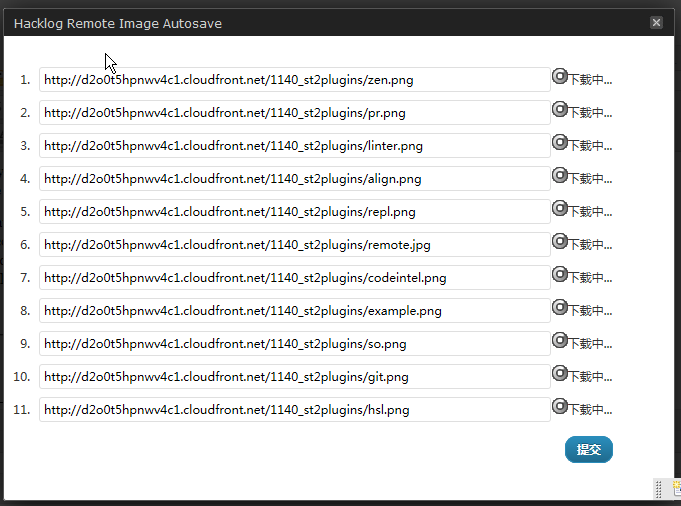 Hacklog Remote Image Autosave
1. http://d2o0t5hpnwv4c1.cloudfront.net/1140_st2plugins/zen.png 下载中...
2. http://d2o0t5hpnwv4c1.cloudfront.net/1140_st2plugins/pr.png 下载中...
3. http://d2o0t5hpnwv4c1.cloudfront.net/1140_st2plugins/linter.png 下载中...
4. http://d2o0t5hpnwv4c1.cloudfront.net/1140_st2plugins/align.png 下载中...
5. http://d2o0t5hpnwv4c1.cloudfront.net/1140_st2plugins/repl.png 下载中...
6. http://d2o0t5hpnwv4c1.cloudfront.net/1140_st2plugins/remote.jpg 下载中...
7. http://d2o0t5hpnwv4c1.cloudfront.net/1140_st2plugins/codeintel.png 下载中...
8. http://d2o0t5hpnwv4c1.cloudfront.net/1140_st2plugins/example.png 下载中...
9. http://d2o0t5hpnwv4c1.cloudfront.net/1140_st2plugins/so.png 下载中...
10. http://d2o0t5hpnwv4c1.cloudfront.net/1140_st2plugins/git.png 下载中...
11. http://d2o0t5hpnwv4c1.cloudfront.net/1140_st2plugins/hsl.png 下载中...
提交